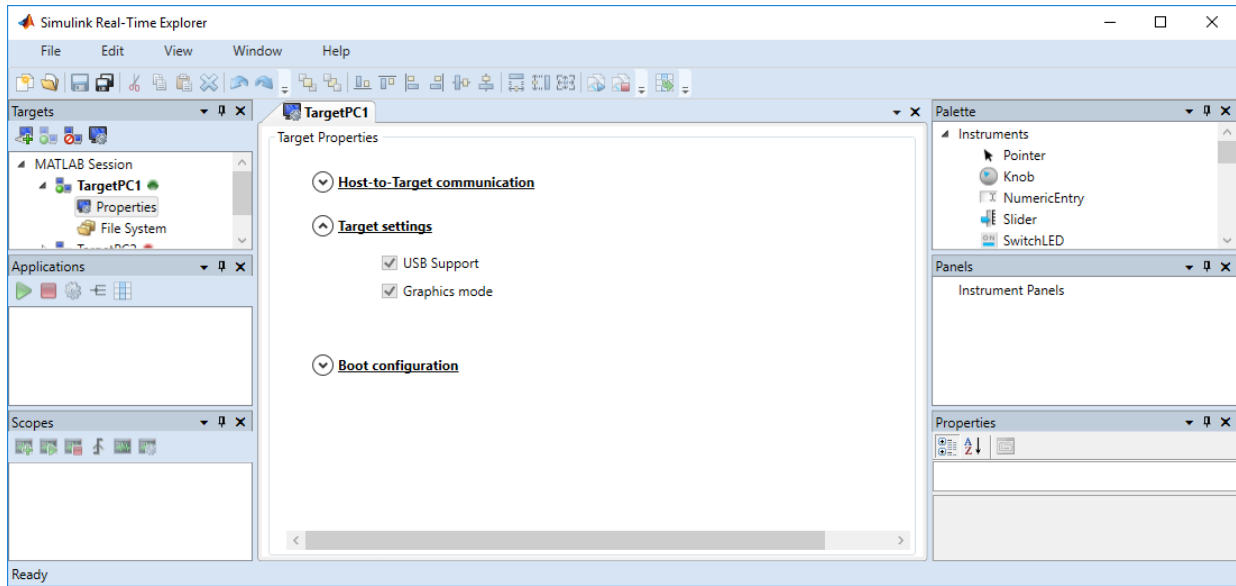 Simulink Real-Time Explorer
File Edit View Window Help
Targets
MATLAB Session
TargetPC1
Properties
File System
Applications
Scopes
TargetPC1
Target Properties
Host-to-Target communication
Target settings
USB Support
Graphics mode
Boot configuration
Palette
Instruments
Pointer
Knob
NumericEntry
Slider
SwitchLED
Panels
Instrument Panels
Properties
Ready